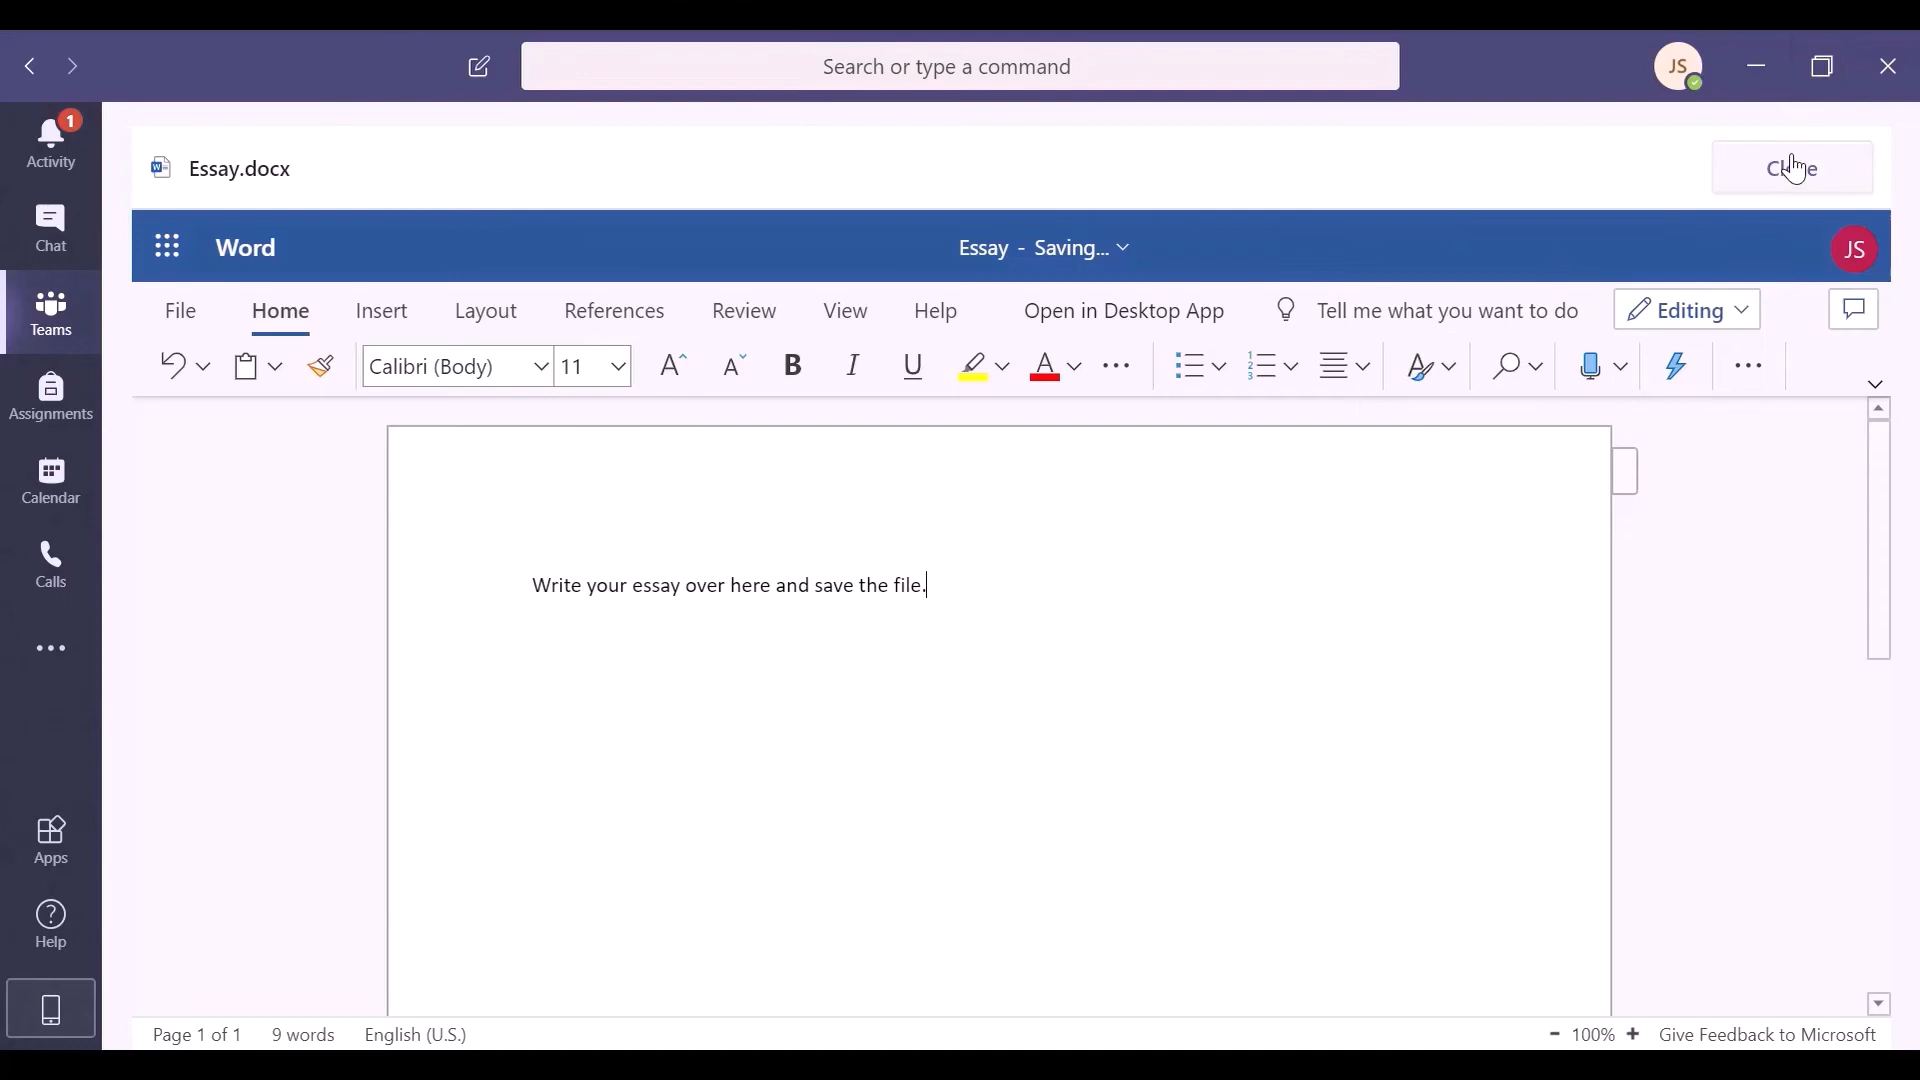 Search or type a command
JS
1
Activity
Chat
Teams
Assignments
Calendar
Calls
Apps
Help
Essay.docx
Word
Essay - Saving...
JS
File Home Insert Layout References Review View Help Open in Desktop App Tell me what you want to do Editing
Calibri (Body) 11
Write your essay over here and save the file.
Page 1 of 1 9 words English (U.S.) 100% Give Feedback to Microsoft